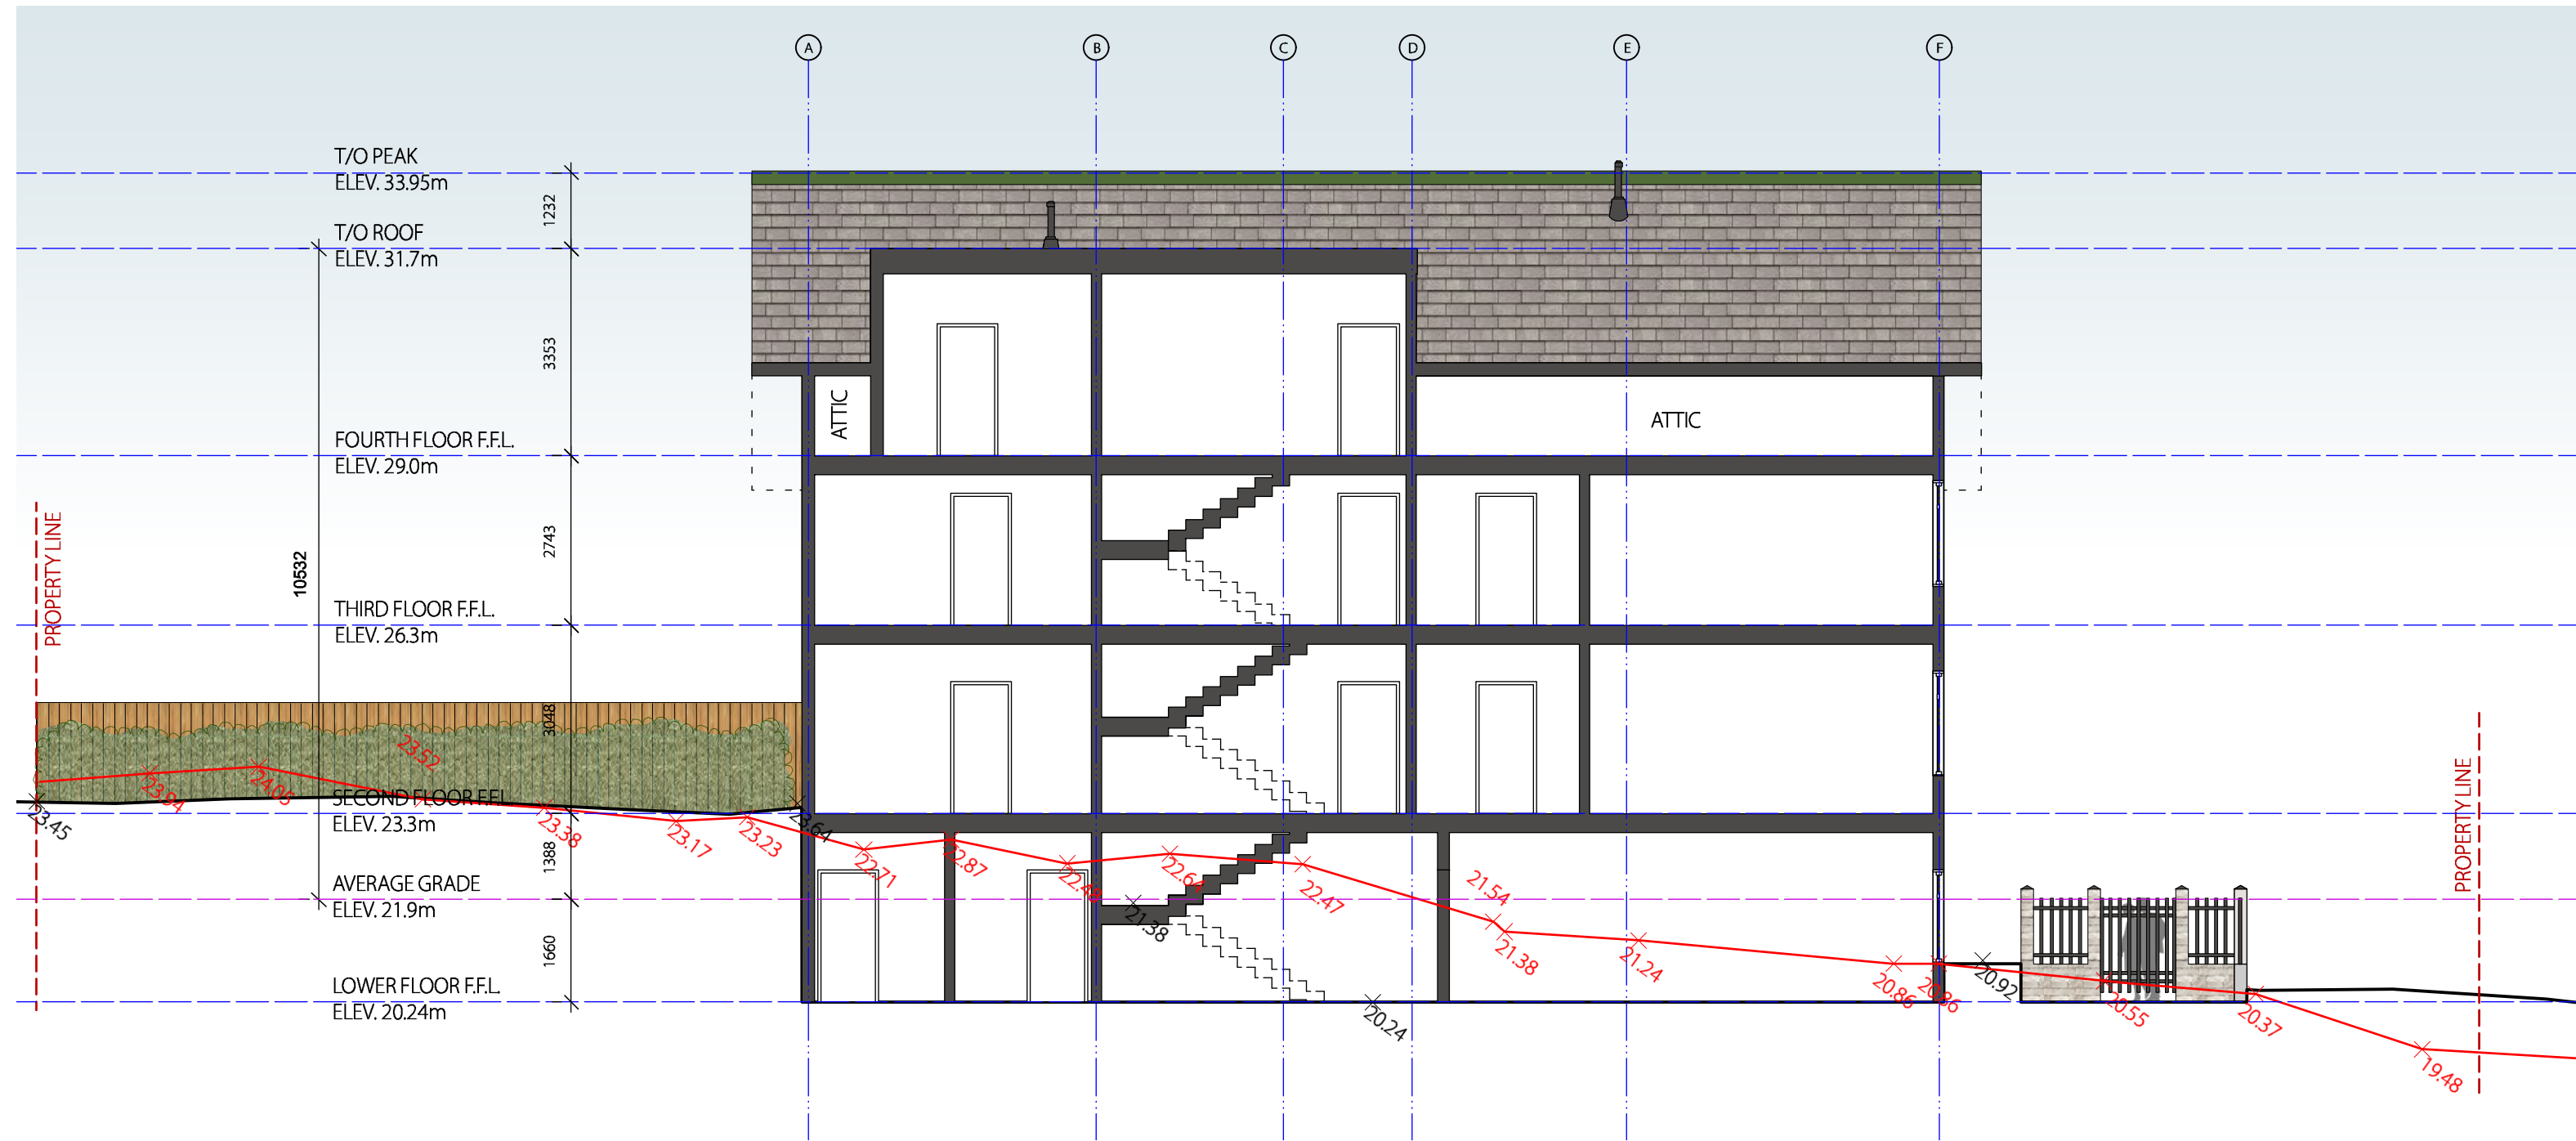 A B C D E F
T/O PEAK
ELEV. 33.95m
1232
T/O ROOF
ELEV. 31.7m
3353
ATTIC
ATTIC
FOURTH FLOOR F.F.L.
ELEV. 29.0m
2743
PROPERTY LINE
10532
THIRD FLOOR F.F.L.
ELEV. 26.3m
3048
23.52
23.94
24.05
SECOND FLOOR F.F.L.
ELEV. 23.3m
23.45
23.38
23.17
23.23
23.64
22.71
22.87
22.48
22.64
22.47
1388
AVERAGE GRADE
ELEV. 21.9m
21.38
21.54
21.38
21.24
20.86
20.86
20.92
PROPERTY LINE
1660
LOWER FLOOR F.F.L.
ELEV. 20.24m
20.24
20.55
20.37
19.48